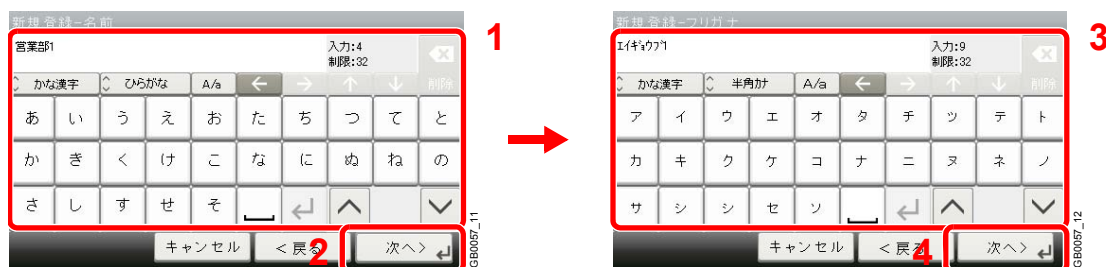 新規登録-名前
1
営業部1
入力:4
制限:32
かな漢字 ひらがな A/a ← → ↑ ↓ 削除
あ い う え お た ち つ て と
か き く け こ な に ぬ ね の
さ し す せ そ
キャンセル < 戻る 2 次へ >
GB0057_11
新規登録-フリガナ
3
ｴｲｷﾞｮｳﾌﾞ1
入力:9
制限:32
かな漢字 半角ｶﾅ A/a ← → ↑ ↓ 削除
ア イ ウ エ オ タ チ ツ テ ト
カ キ ク ケ コ ナ ニ ヌ ネ ノ
サ シ シ セ ソ
キャンセル < 戻る 4 次へ >
GB0057_12